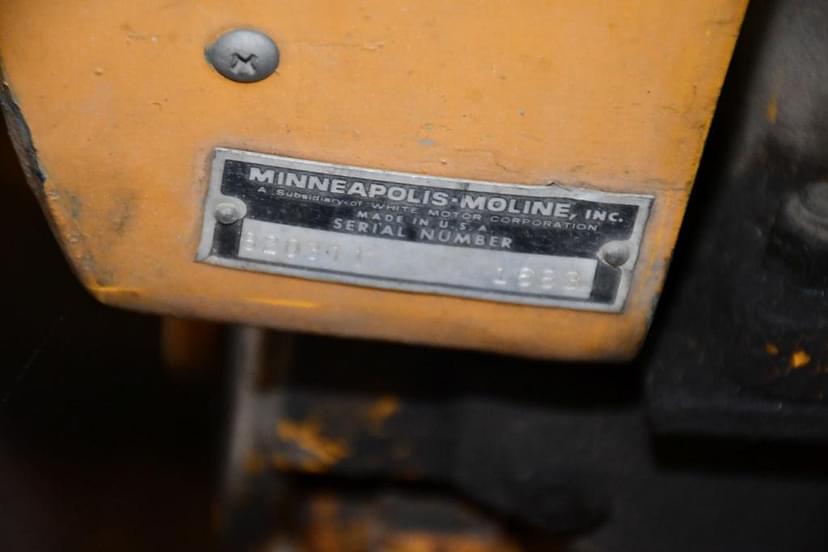 MINNEAPOLIS-MOLINE, INC.
A Subsidiary of WHITE MOTOR CORPORATION
MADE IN U.S.A
SERIAL NUMBER